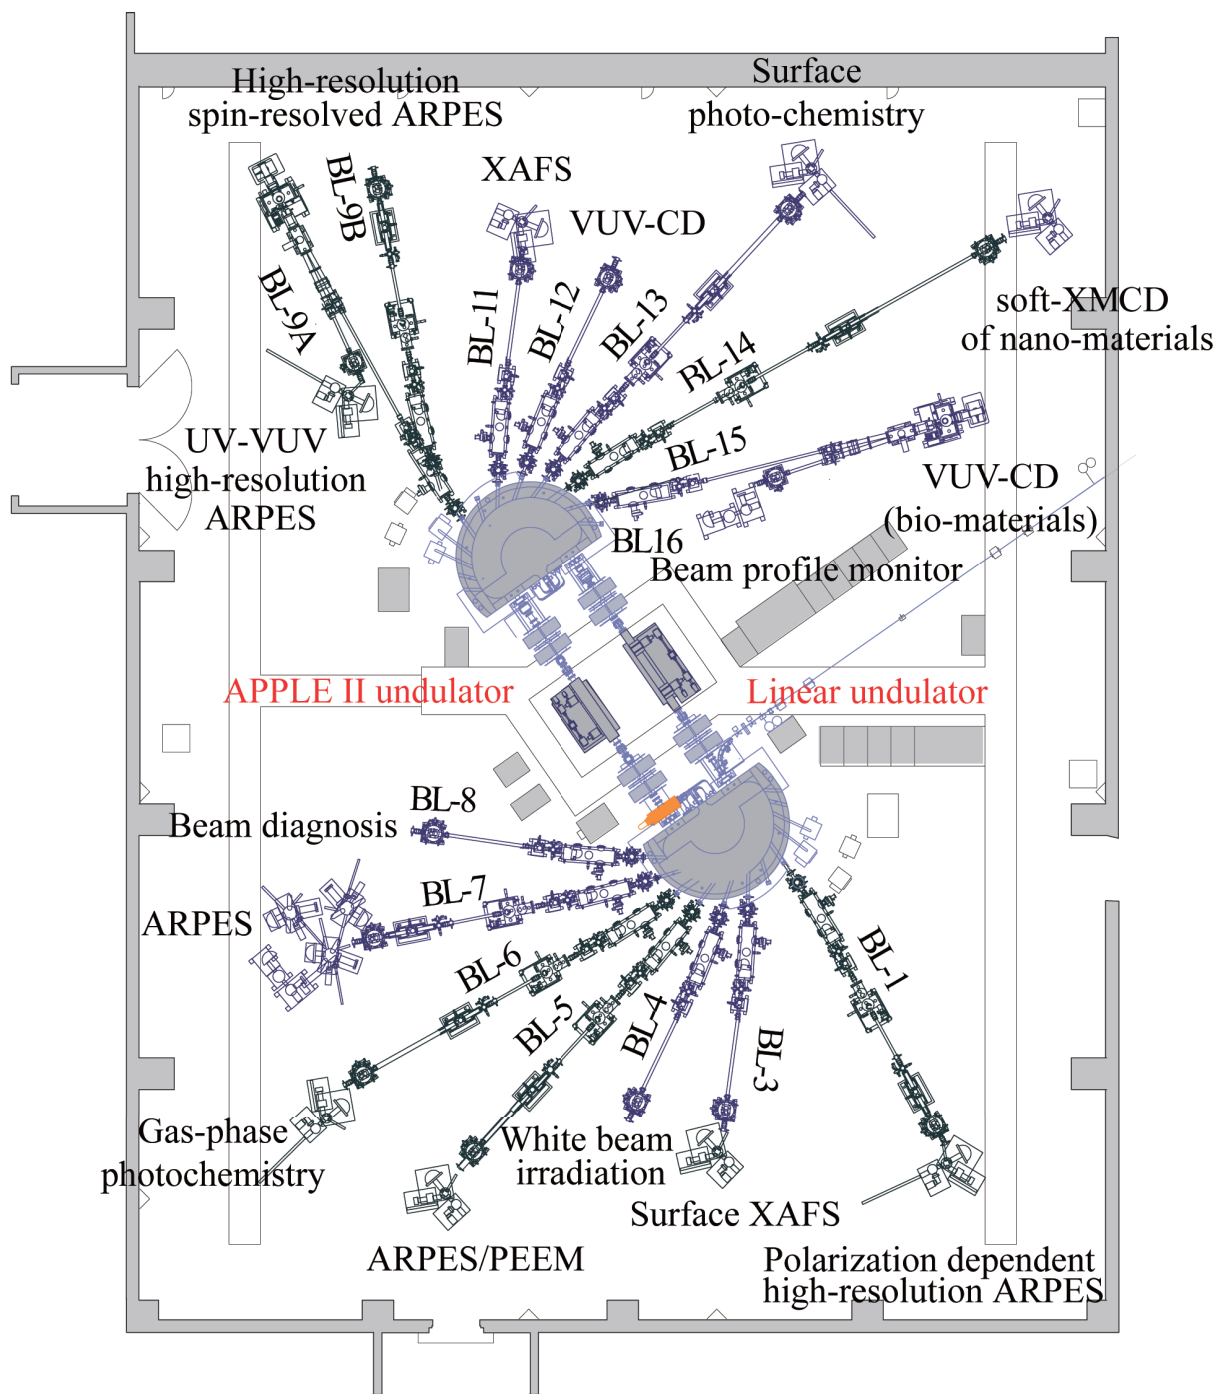 High-resolution
spin-resolved ARPES
Surface
photo-chemistry
BL-9B
XAFS
VUV-CD
BL-9A
BL-11
BL-12
BL-13
BL-14
soft-XMCD
of nano-materials
UV-VUV
high-resolution
ARPES
BL-15
VUV-CD
(bio-materials)
BL16
Beam profile monitor
APPLE II undulator
Linear undulator
BL-8
Beam diagnosis
BL-7
ARPES
BL-6
BL-5
BL-4
BL-3
BL-1
Gas-phase
photochemistry
White beam
irradiation
Surface XAFS
ARPES/PEEM
Polarization dependent
high-resolution ARPES